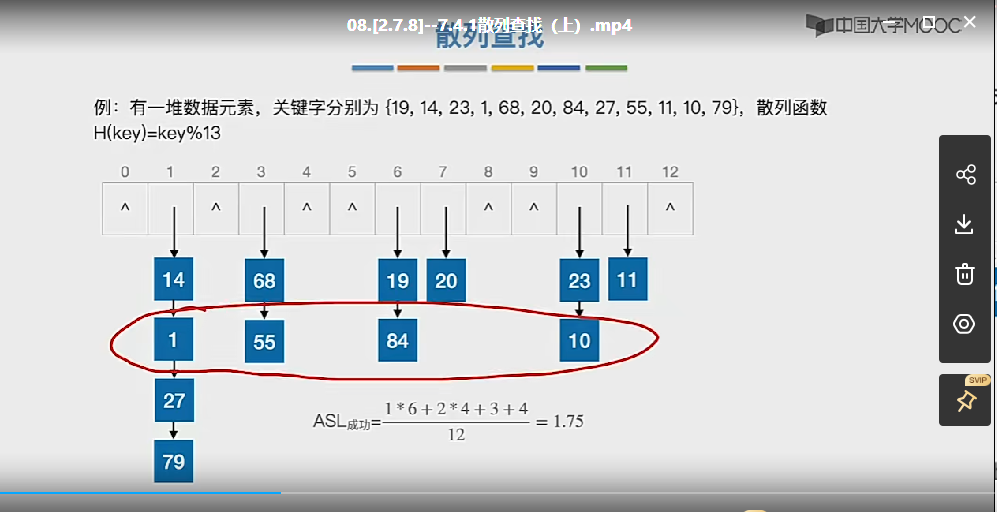 08.[2.7.8]--7.4.1散列查找（上）.mp4
中国大学MOOC
散列查找
例：有一堆数据元素，关键字分别为 {19, 14, 23, 1, 68, 20, 84, 27, 55, 11, 10, 79}，散列函数
H(key)=key%13
0 1 2 3 4 5 6 7 8 9 10 11 12
^ ^ ^ ^ ^ ^ ^
14 68 19 20 23 11
1 55 84 10
27
ASL成功=(1*6+2*4+3+4)/12=1.75
79
SVIP